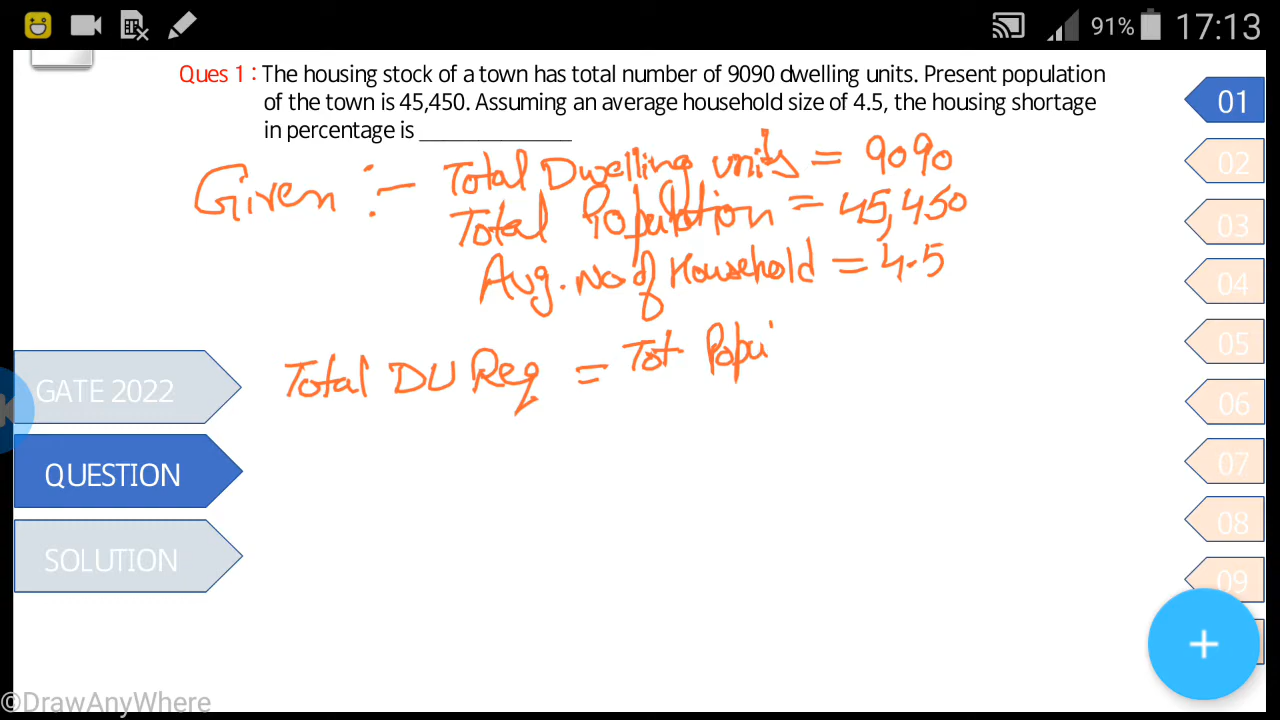 91% 17:13
Ques 1 : The housing stock of a town has total number of 9090 dwelling units. Present population
of the town is 45,450. Assuming an average household size of 4.5, the housing shortage
in percentage is ______________
Given :- Total Dwelling units = 9090
Total Population = 45,450
Avg. No of Household = 4.5
Total DU Req = Tot Popu
GATE 2022
QUESTION
SOLUTION
01
02
03
04
05
06
07
08
09
+
©DrawAnyWhere